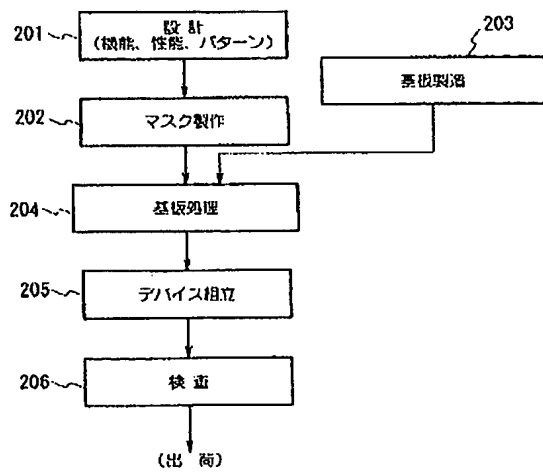 201
設 計
(機能、性能、パターン)
203
基板製造
202
マスク製作
204
基板処理
205
デバイス組立
206
検 査
(出 荷)